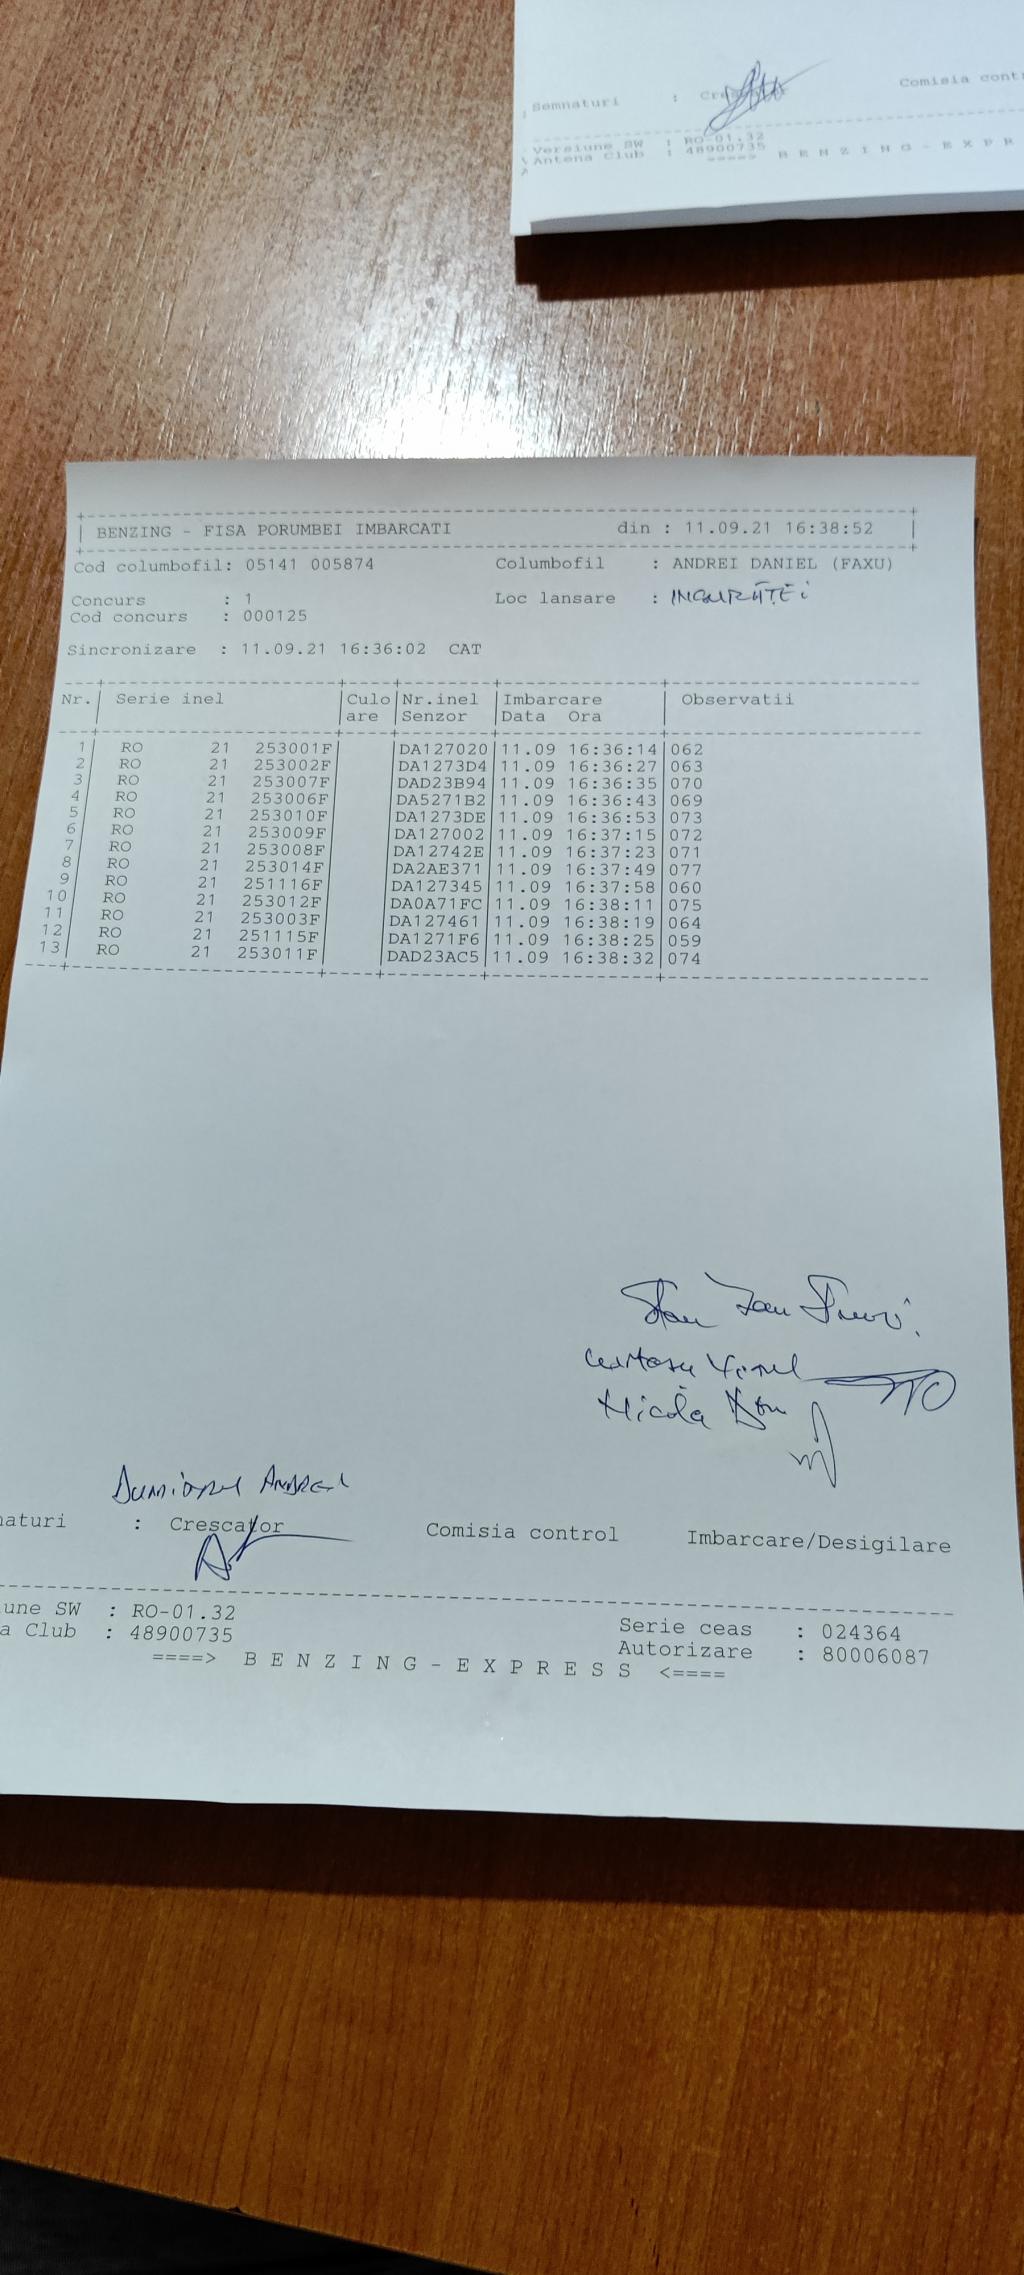 Semnaturi : Crescator Comisia cont
Versiune SW : RO-01.32
Antena Club : 48900735
====> B E N Z I N G - E X P R
BENZING - FISA PORUMBEI IMBARCATI din : 11.09.21 16:38:52
Cod columbofil: 05141 005874 Columbofil : ANDREI DANIEL (FAXU)
Concurs : 1 Loc lansare :
Cod concurs : 000125
Sincronizare : 11.09.21 16:36:02 CAT
Nr. Serie inel Culo Nr.inel Imbarcare Observatii
are Senzor Data Ora
1 RO 21 253001F DA127020 11.09 16:36:14 062
2 RO 21 253002F DA1273D4 11.09 16:36:27 063
3 RO 21 253007F DAD23B94 11.09 16:36:35 070
4 RO 21 253006F DA5271B2 11.09 16:36:43 069
5 RO 21 253010F DA1273DE 11.09 16:36:53 073
6 RO 21 253009F DA127002 11.09 16:37:15 072
7 RO 21 253008F DA12742E 11.09 16:37:23 071
8 RO 21 253014F DA2AE371 11.09 16:37:49 077
9 RO 21 251116F DA127345 11.09 16:37:58 060
10 RO 21 253012F DA0A71FC 11.09 16:38:11 075
11 RO 21 253003F DA127461 11.09 16:38:19 064
12 RO 21 251115F DA1271F6 11.09 16:38:25 059
13 RO 21 253011F DAD23AC5 11.09 16:38:32 074
Stan Ion
Nicola
Andrei
naturi : Crescator Comisia control Imbarcare/Desigilare
une SW : RO-01.32 Serie ceas : 024364
a Club : 48900735 Autorizare : 80006087
====> B E N Z I N G - E X P R E S S <====